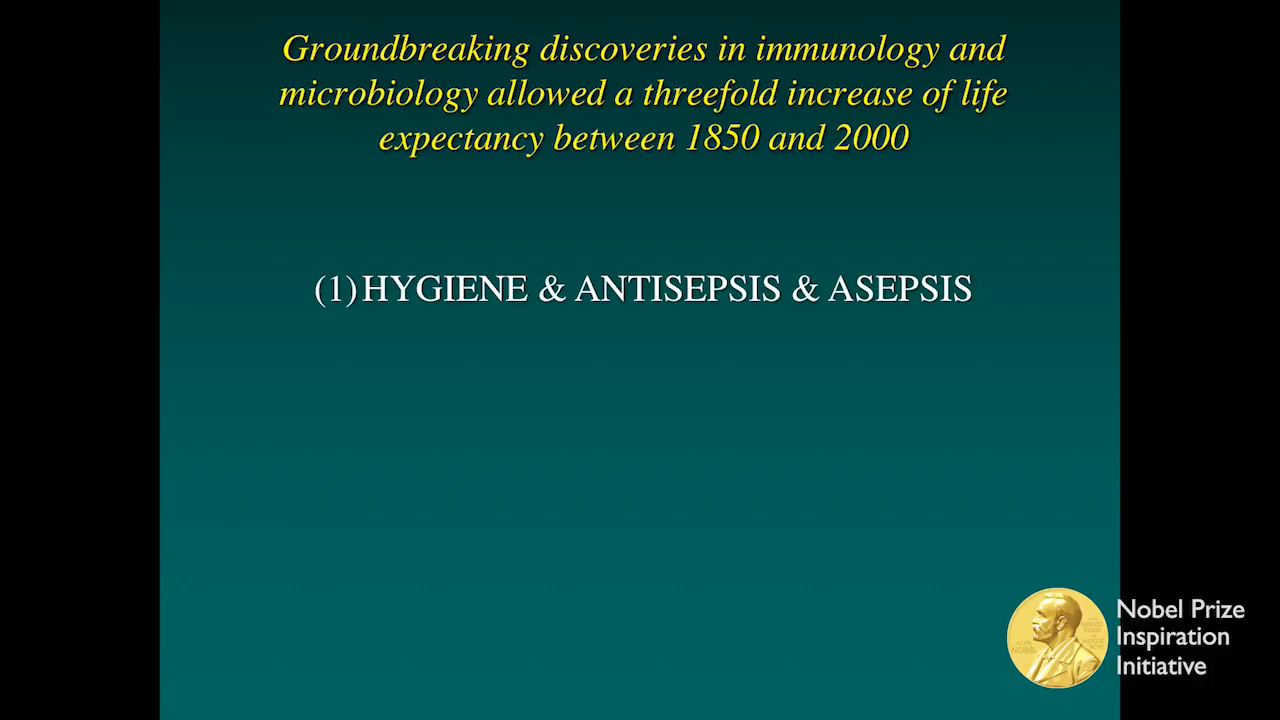 Groundbreaking discoveries in immunology and
microbiology allowed a threefold increase of life
expectancy between 1850 and 2000
(1) HYGIENE & ANTISEPSIS & ASEPSIS
Nobel Prize
Inspiration
Initiative